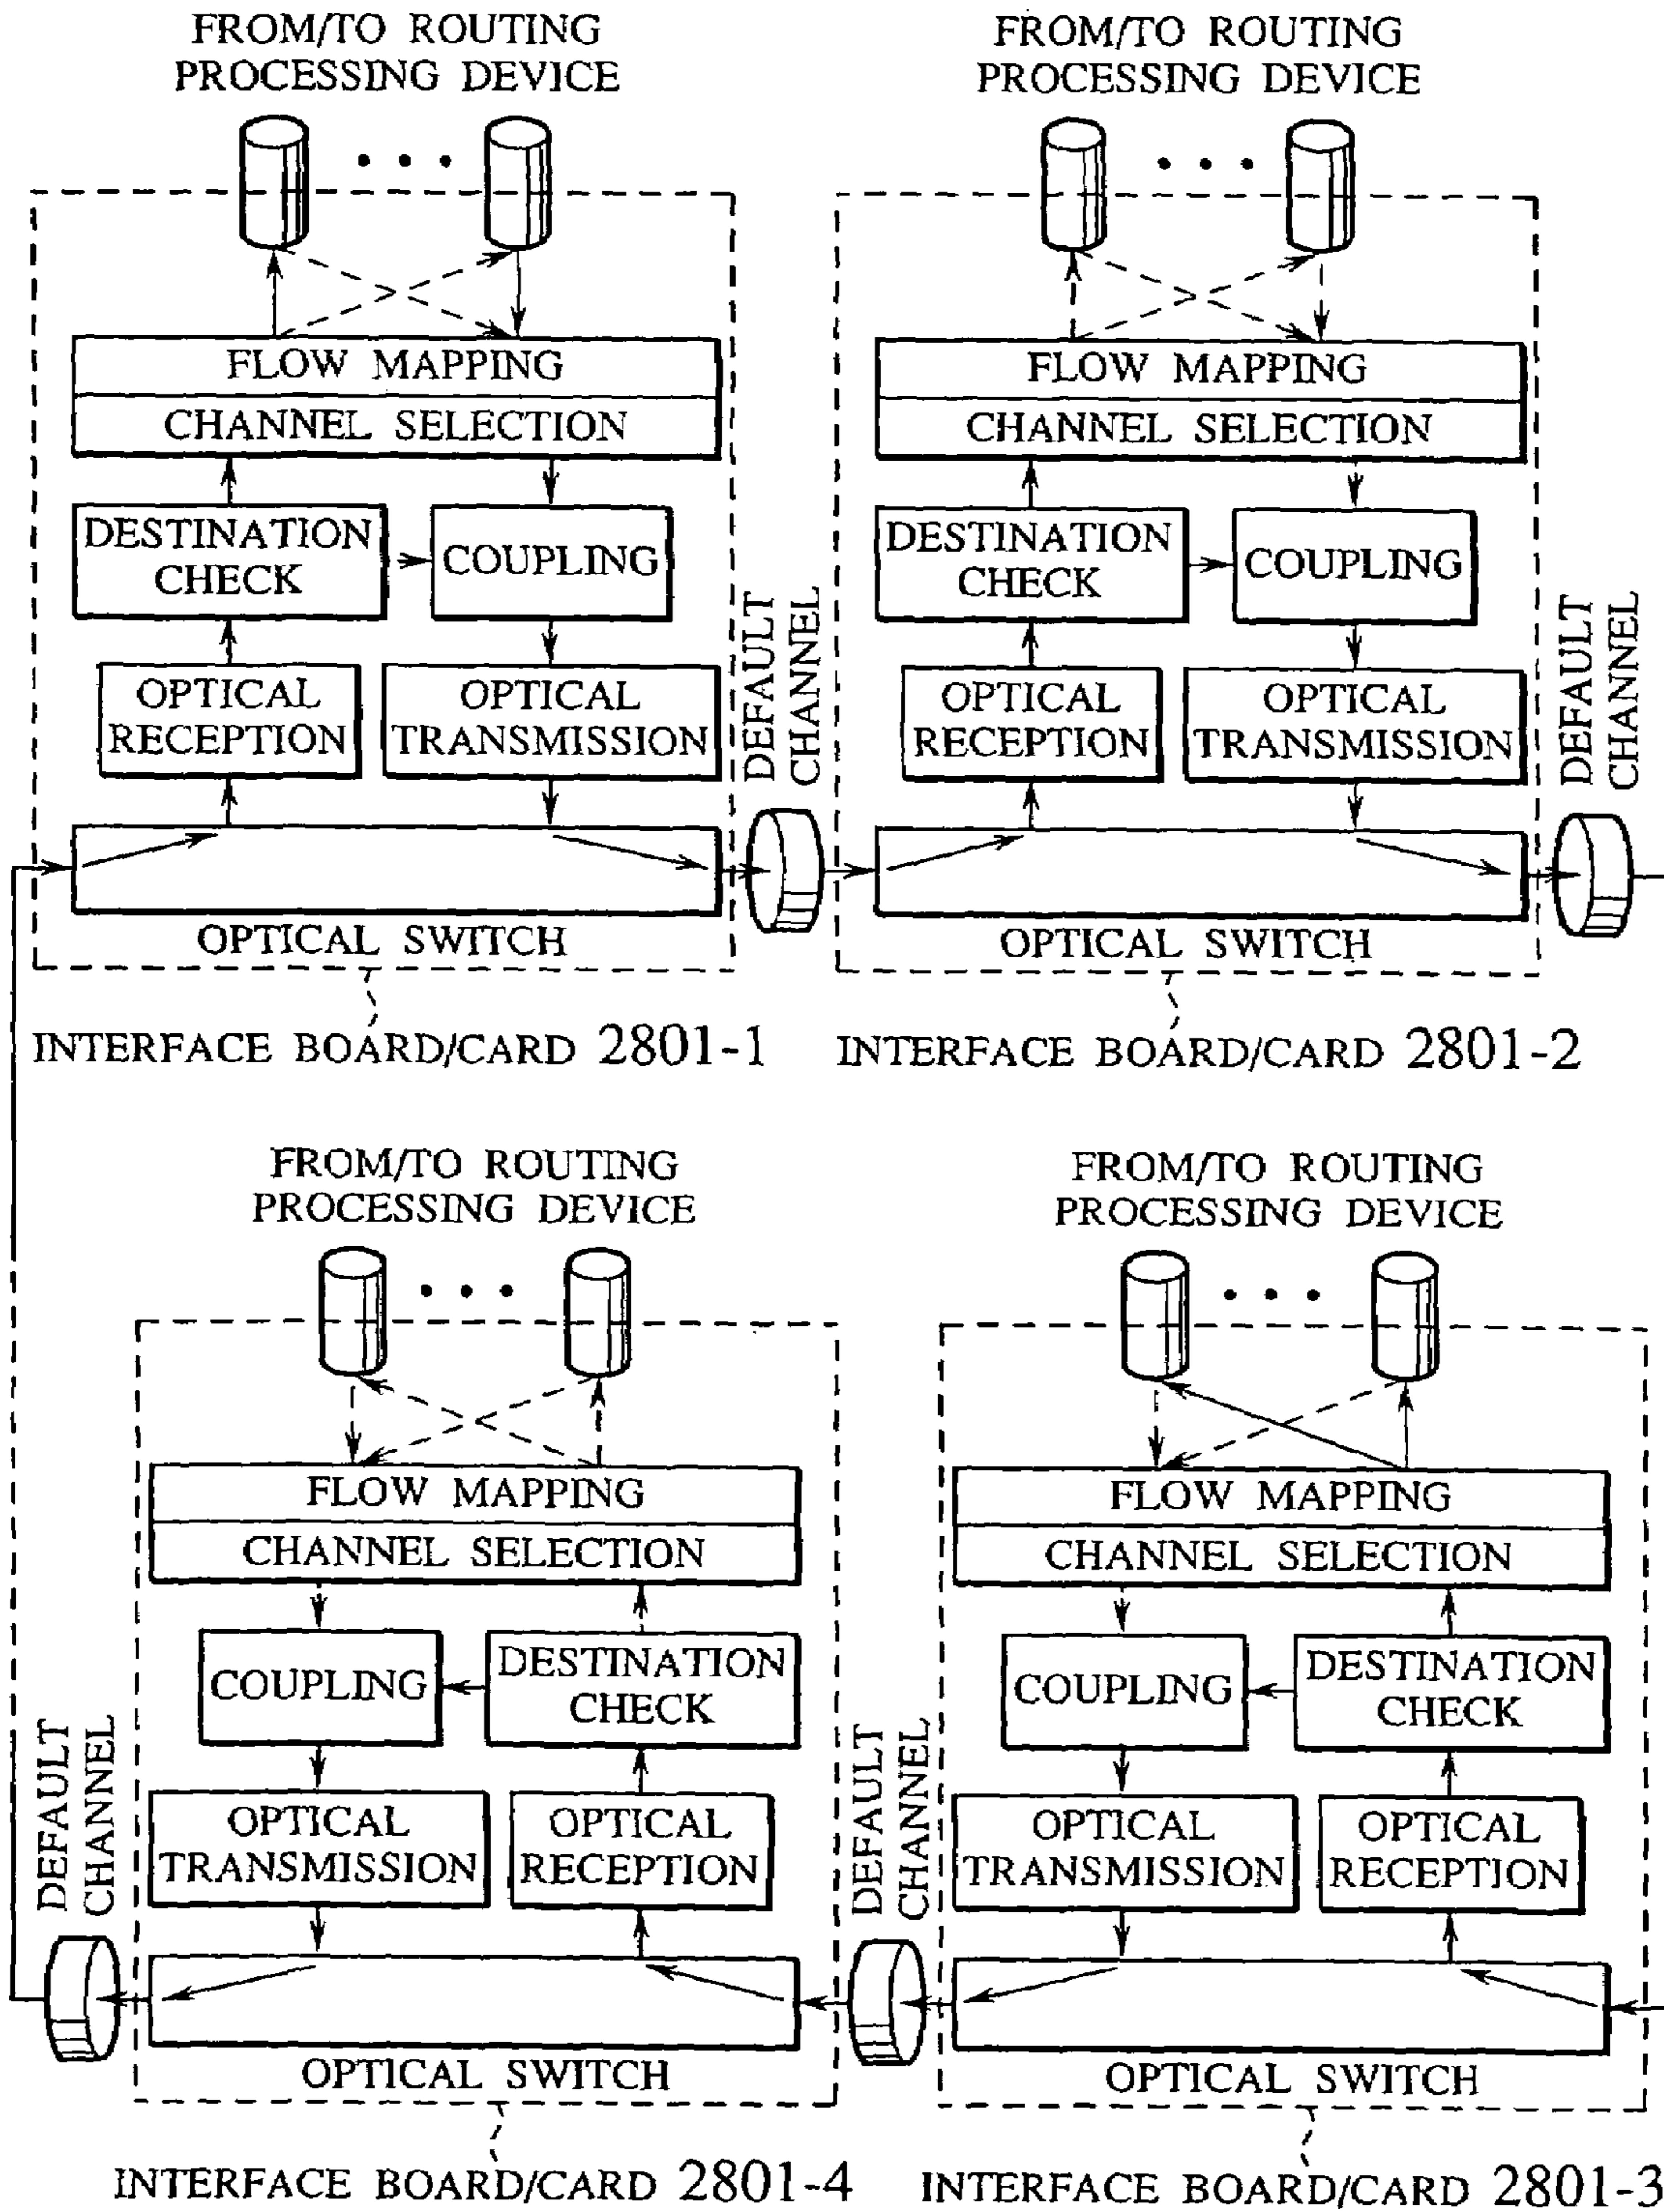 FROM/TO ROUTING
PROCESSING DEVICE
FLOW MAPPING
CHANNEL SELECTION
DESTINATION
CHECK
COUPLING
OPTICAL
RECEPTION
OPTICAL
TRANSMISSION
OPTICAL SWITCH
DEFAULT
CHANNEL
INTERFACE BOARD/CARD 2801-1
FROM/TO ROUTING
PROCESSING DEVICE
FLOW MAPPING
CHANNEL SELECTION
DESTINATION
CHECK
COUPLING
OPTICAL
RECEPTION
OPTICAL
TRANSMISSION
OPTICAL SWITCH
DEFAULT
CHANNEL
INTERFACE BOARD/CARD 2801-2
FROM/TO ROUTING
PROCESSING DEVICE
FLOW MAPPING
CHANNEL SELECTION
COUPLING
DESTINATION
CHECK
DEFAULT
CHANNEL
OPTICAL
TRANSMISSION
OPTICAL
RECEPTION
OPTICAL SWITCH
INTERFACE BOARD/CARD 2801-4
FROM/TO ROUTING
PROCESSING DEVICE
FLOW MAPPING
CHANNEL SELECTION
COUPLING
DESTINATION
CHECK
DEFAULT
CHANNEL
OPTICAL
TRANSMISSION
OPTICAL
RECEPTION
OPTICAL SWITCH
INTERFACE BOARD/CARD 2801-3